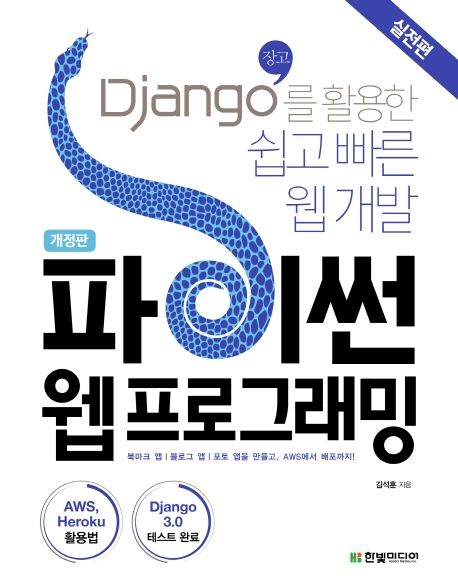 실전편
장고
Django를 활용한
쉽고 빠른
웹 개발
개정판
파이썬
웹 프로그래밍
북마크 앱 | 블로그 앱 | 포토 앱을 만들고, AWS에서 배포까지!
김석훈 지음
AWS,
Heroku
활용법
Django
3.0
테스트 완료
HB 한빛미디어
Hanbit Media, Inc.